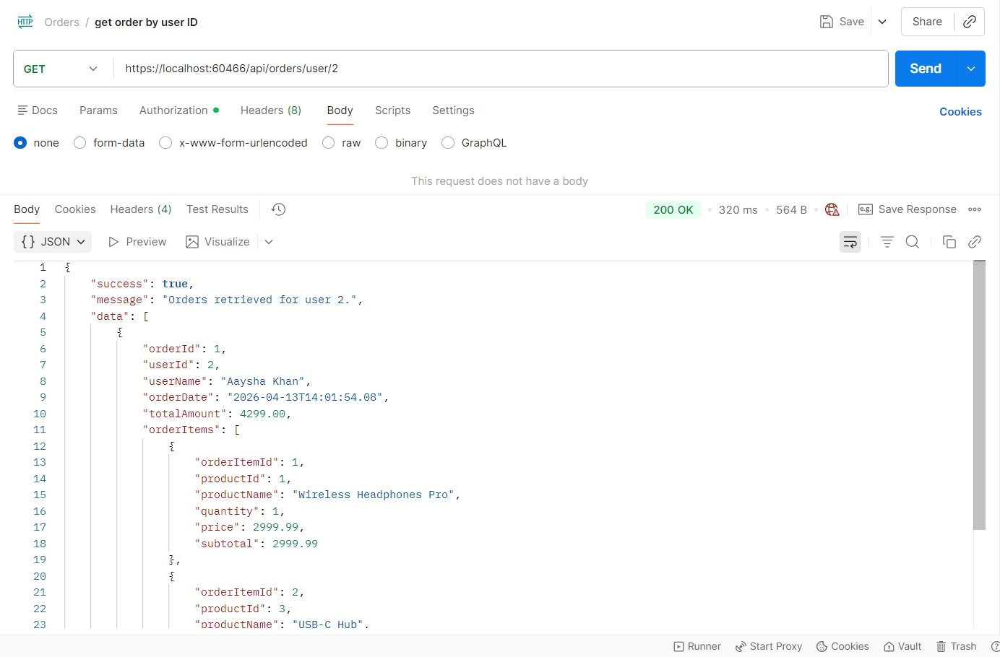 HTTP Orders / get order by user ID Save Share
GET https://localhost:60466/api/orders/user/2 Send
Docs Params Authorization Headers (8) Body Scripts Settings Cookies
none form-data x-www-form-urlencoded raw binary GraphQL
This request does not have a body
Body Cookies Headers (4) Test Results 200 OK • 320 ms • 564 B • e.g. Save Response
{} JSON Preview Visualize
1 {
2 "success": true,
3 "message": "Orders retrieved for user 2.",
4 "data": [
5 {
6 "orderId": 1,
7 "userId": 2,
8 "userName": "Aaysha Khan",
9 "orderDate": "2026-04-13T14:01:54.08",
10 "totalAmount": 4299.00,
11 "orderItems": [
12 {
13 "orderItemId": 1,
14 "productId": 1,
15 "productName": "Wireless Headphones Pro",
16 "quantity": 1,
17 "price": 2999.99,
18 "subtotal": 2999.99
19 },
20 {
21 "orderItemId": 2,
22 "productId": 3,
23 "productName": "USB-C Hub",
Runner Start Proxy Cookies Vault Trash